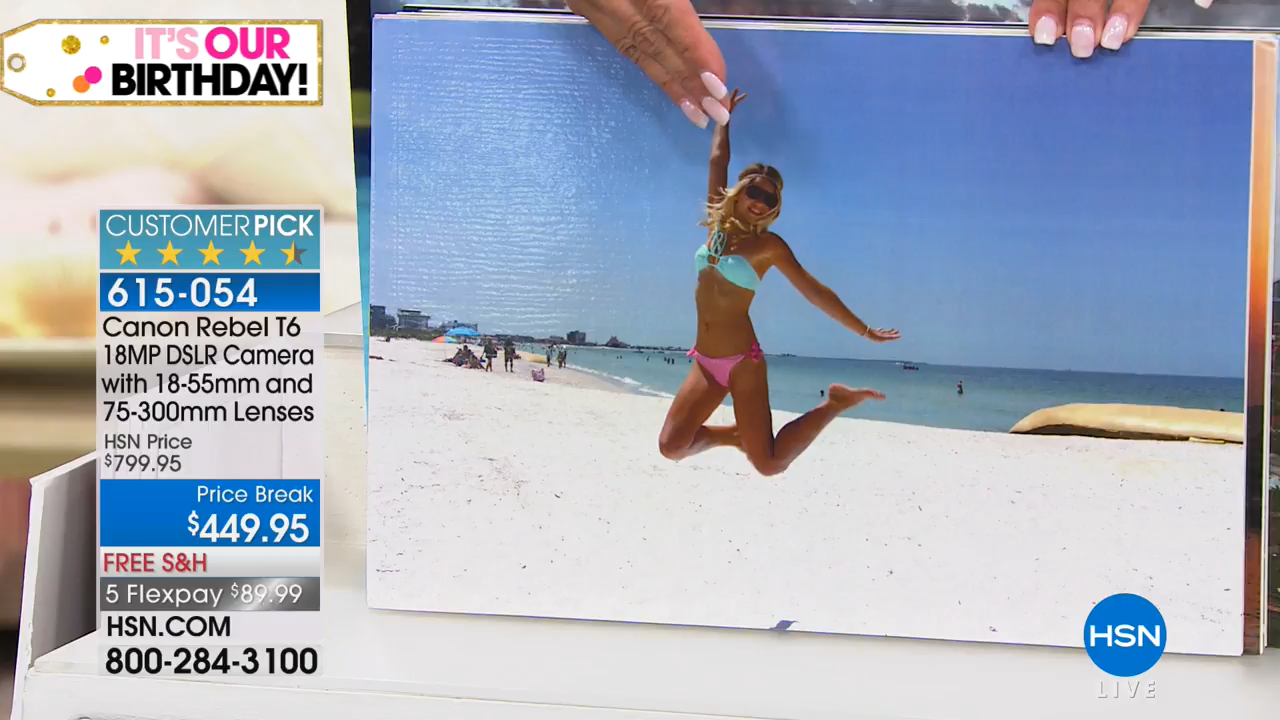 IT'S OUR
BIRTHDAY!
CUSTOMER PICK
615-054
Canon Rebel T6
18MP DSLR Camera
with 18-55mm and
75-300mm Lenses
HSN Price
$799.95
Price Break
$449.95
FREE S&H
5 Flexpay $89.99
HSN.COM
800-284-3100
HSN
LIVE